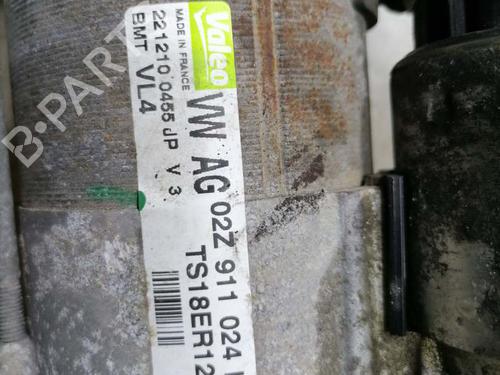 Valeo
MADE IN FRANCE
221210 0455 JP V 3
BMT VL4
VW AG 02Z 911 024
TS18ER12
B-PARTS